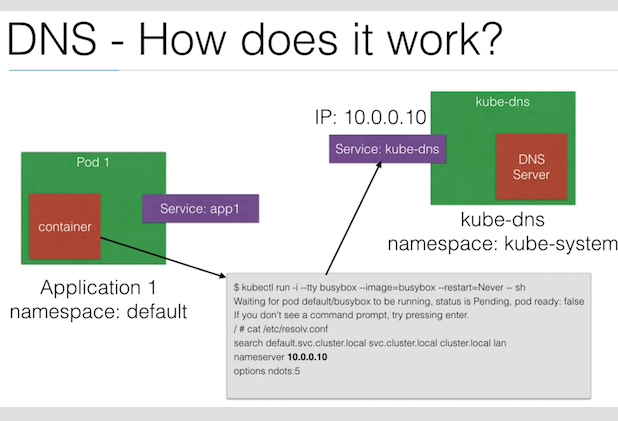 DNS - How does it work?
IP: 10.0.0.10
kube-dns
Service: kube-dns
DNS
Server
Pod 1
container
Service: app1
kube-dns
namespace: kube-system
Application 1
namespace: default
$ kubectl run -i --tty busybox --image=busybox --restart=Never -- sh
Waiting for pod default/busybox to be running, status is Pending, pod ready: false
If you don't see a command prompt, try pressing enter.
/ # cat /etc/resolv.conf
search default.svc.cluster.local svc.cluster.local cluster.local lan
nameserver 10.0.0.10
options ndots:5